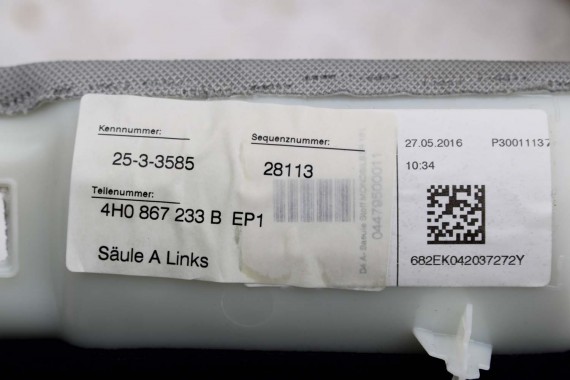 Kennnummer:
25-3-3585
Sequenznummer:
28113
Teilenummer:
4H0 867 233 B EP1
Säule A Links
27.05.2016 P30011137
10:34
682EK042037272Y
04479350011